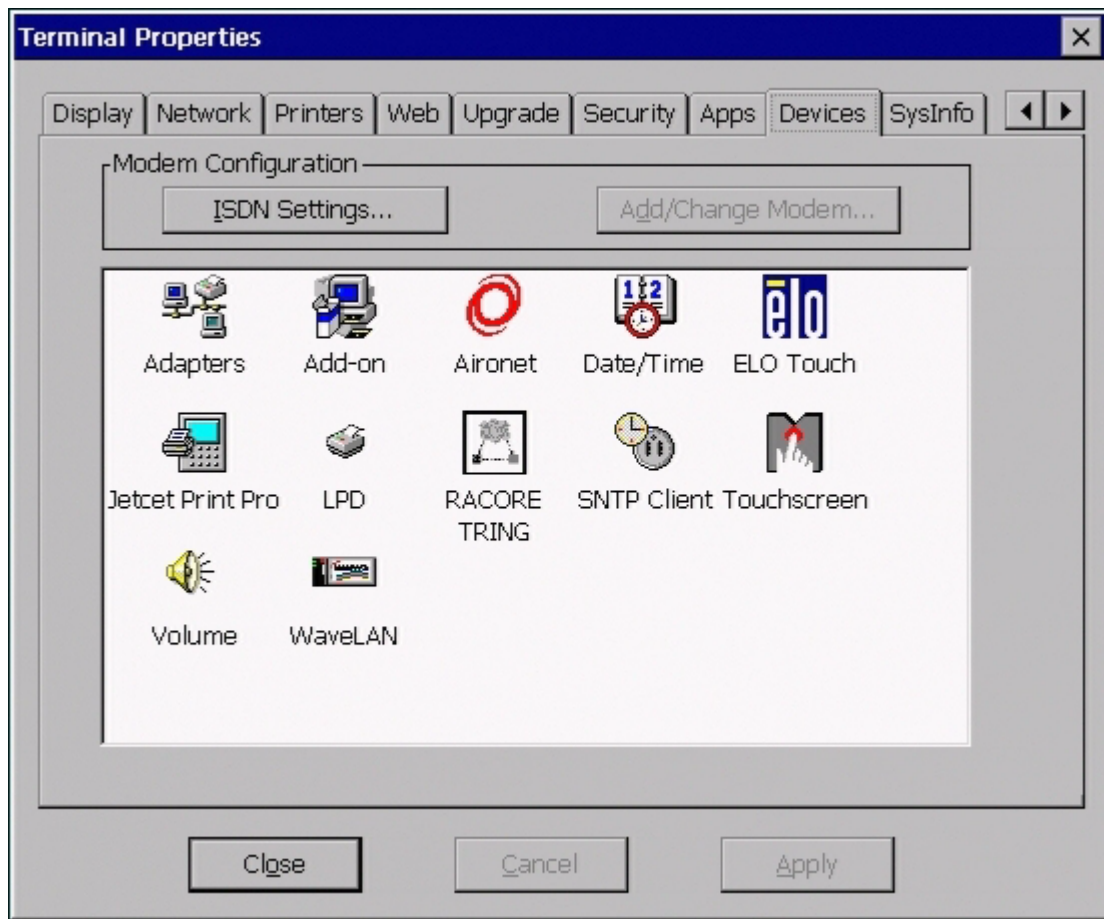 Terminal Properties
Display Network Printers Web Upgrade Security Apps Devices SysInfo
Modem Configuration
ISDN Settings... Add/Change Modem...
12
ēlo
Adapters Add-on Aironet Date/Time ELO Touch
Jetcet Print Pro LPD RACORE TRING SNTP Client Touchscreen
Volume WaveLAN
Close Cancel Apply